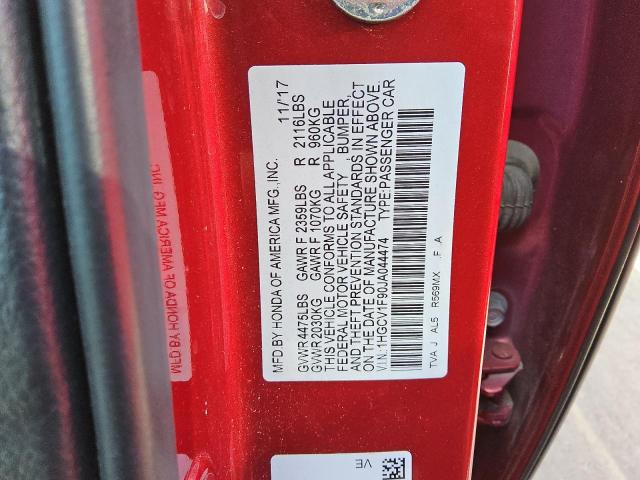 MFD BY HONDA OF AMERICA MFG.,INC. 11/17
GVWR 4475LBS GAWR F 2359LBS R 2116LBS
GVWR 2030KG GAWR F 1070KG R 960KG
THIS VEHICLE CONFORMS TO ALL APPLICABLE
FEDERAL MOTOR VEHICLE SAFETY BUMPER,
AND THEFT PREVENTION STANDARDS IN EFFECT
ON THE DATE OF MANUFACTURE SHOWN ABOVE.
V.I.N.:1HGCV1F90JA044474 TYPE:PASSENGER CAR
TVA J AL5 R569MX F A
VE
MFD BY HONDA OF AMERICA MFG.,INC.